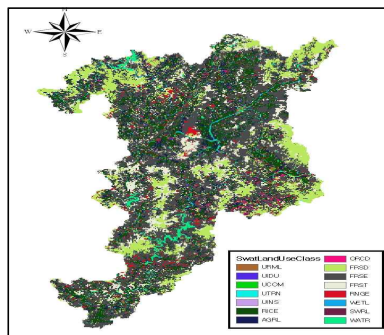 N
W E
S
SwatLandUseClass
URML
UIDU
UCOM
UTRN
UINS
RICE
AGRL
ORCD
FRSD
FRSE
FRST
RNGE
WETL
SWRL
WATR